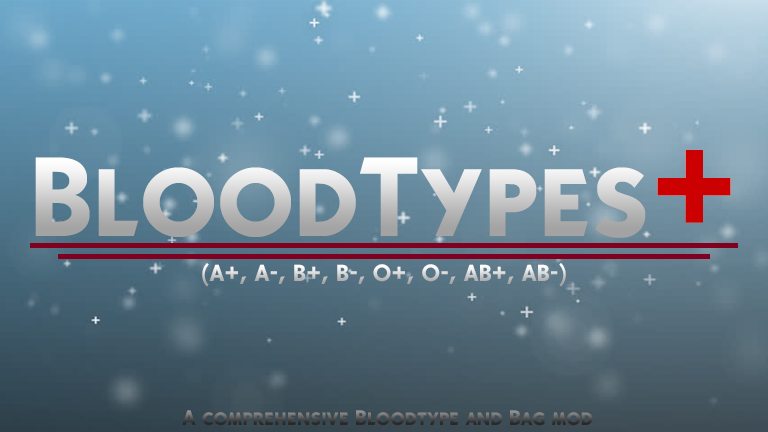 BloodTypes+
(A+, A-, B+, B-, O+, O-, AB+, AB-)
A comprehensive Bloodtype and Bag mod